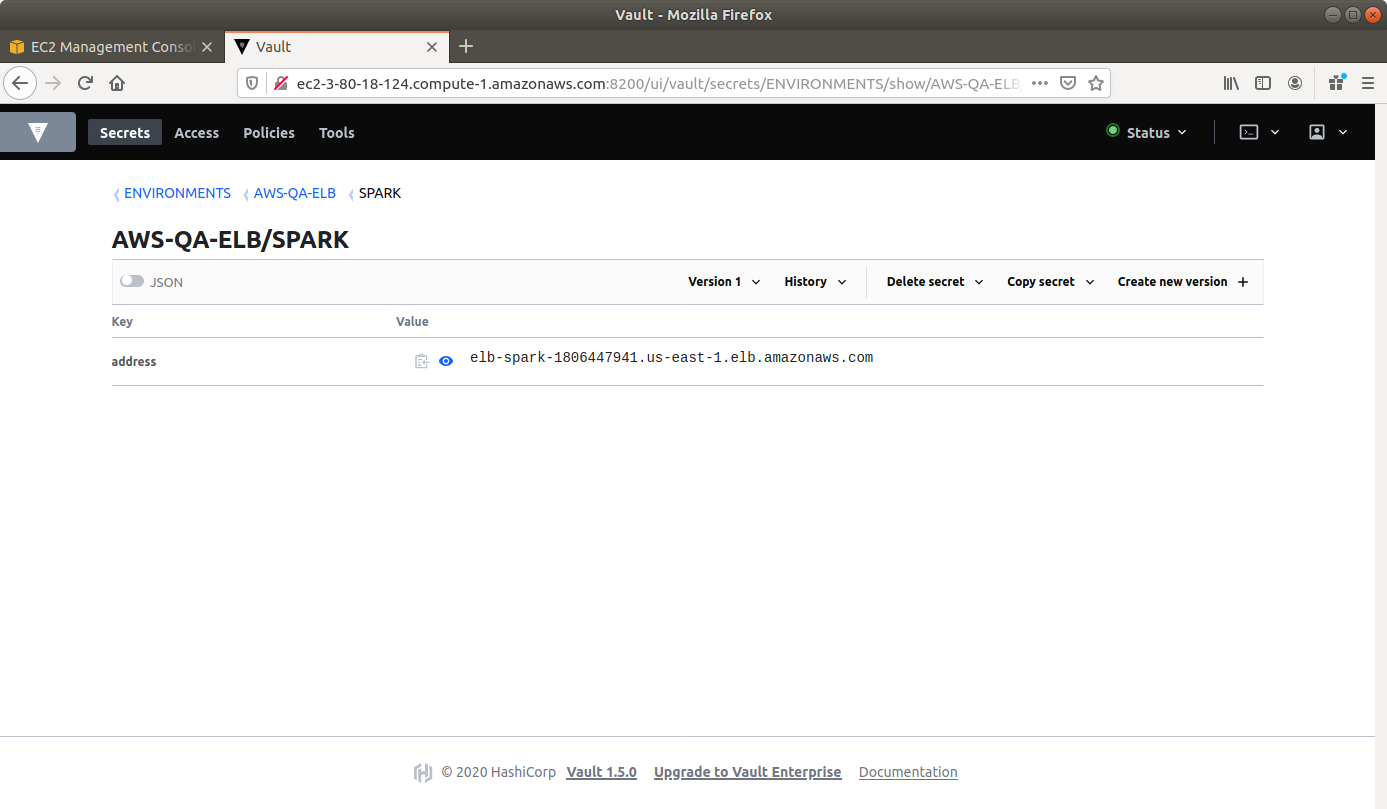 Vault - Mozilla Firefox
EC2 Management Conso
Vault
ec2-3-80-18-124.compute-1.amazonaws.com:8200/ui/vault/secrets/ENVIRONMENTS/show/AWS-QA-ELB
Secrets Access Policies Tools Status
ENVIRONMENTS AWS-QA-ELB SPARK
AWS-QA-ELB/SPARK
JSON Version 1 History Delete secret Copy secret Create new version
Key Value
address elb-spark-1806447941.us-east-1.elb.amazonaws.com
© 2020 HashiCorp Vault 1.5.0 Upgrade to Vault Enterprise Documentation